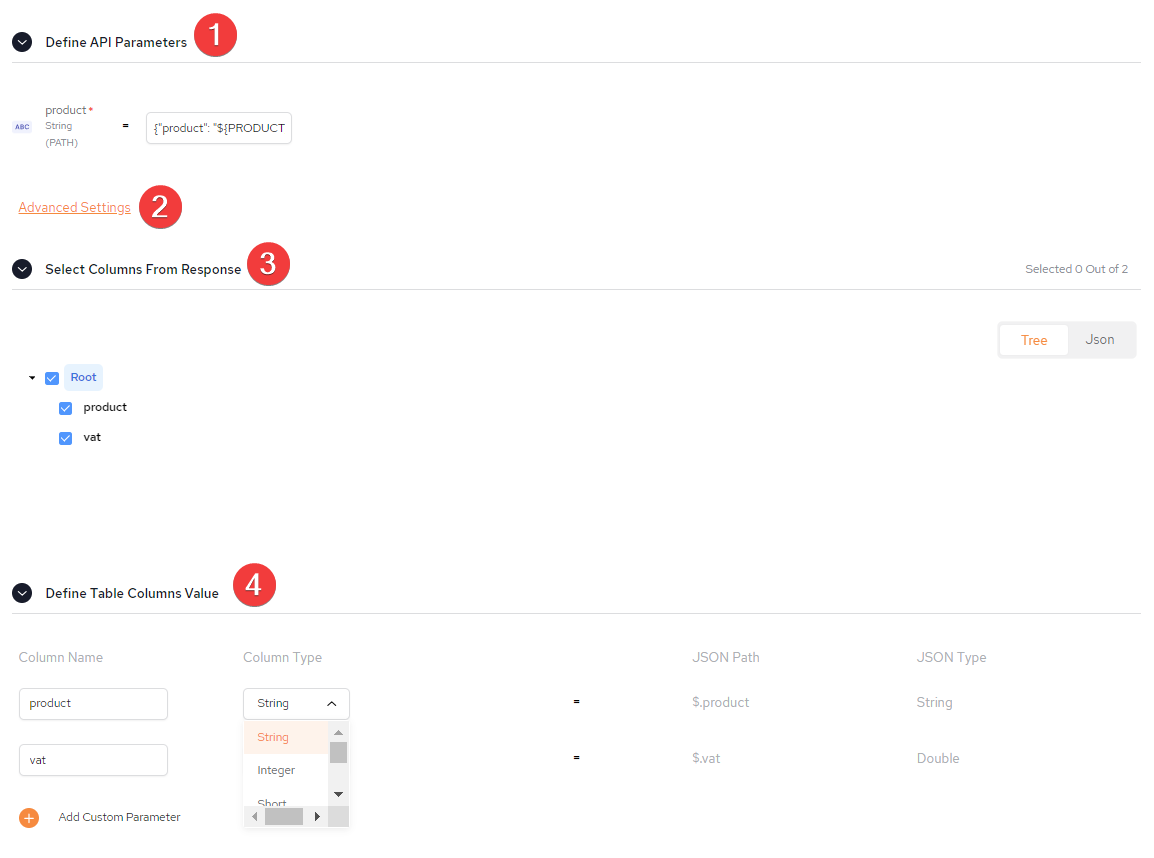 Define API Parameters 1
product *
ABC String = {"product": "${PRODUCT
(PATH)
Advanced Settings 2
Select Columns From Response 3 Selected 0 Out of 2
Tree Json
Root
product
vat
Define Table Columns Value 4
Column Name Column Type JSON Path JSON Type
product String = $.product String
String
vat = $.vat Double
Integer
Short
Add Custom Parameter